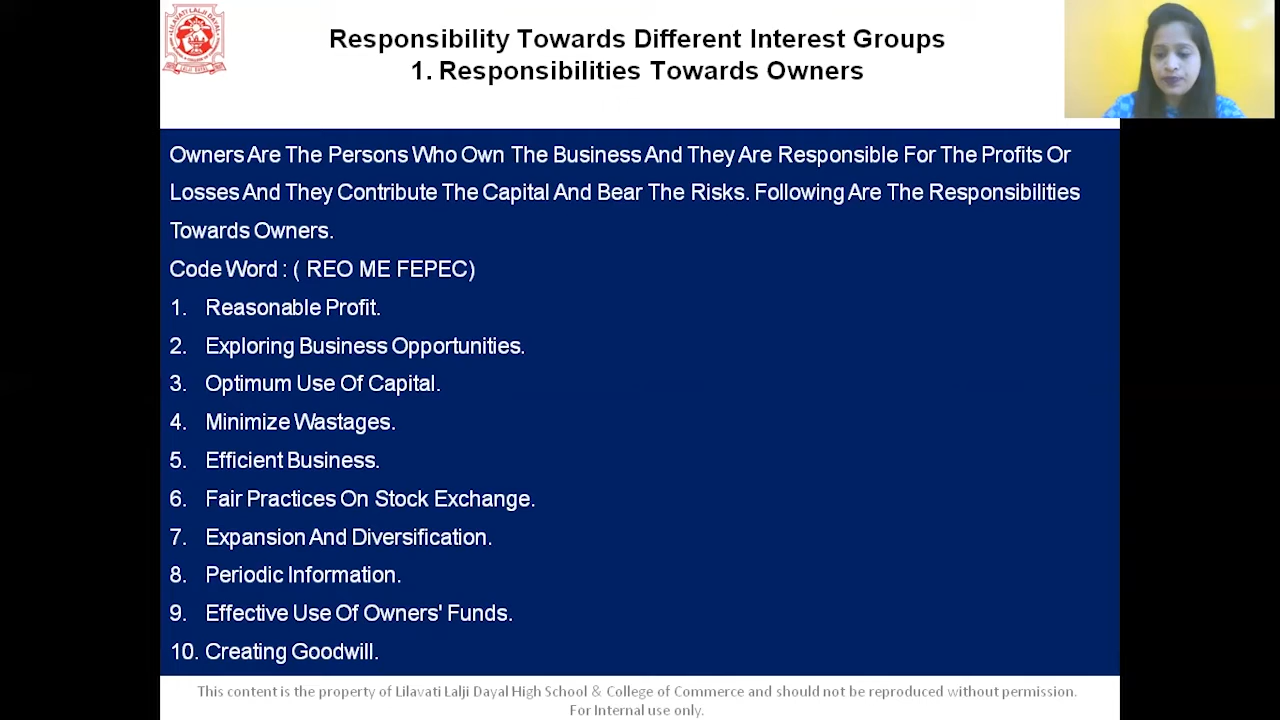 Responsibility Towards Different Interest Groups
1. Responsibilities Towards Owners
Owners Are The Persons Who Own The Business And They Are Responsible For The Profits Or
Losses And They Contribute The Capital And Bear The Risks. Following Are The Responsibilities
Towards Owners.
Code Word : ( REO ME FEPEC)
1. Reasonable Profit.
2. Exploring Business Opportunities.
3. Optimum Use Of Capital.
4. Minimize Wastages.
5. Efficient Business.
6. Fair Practices On Stock Exchange.
7. Expansion And Diversification.
8. Periodic Information.
9. Effective Use Of Owners' Funds.
10. Creating Goodwill.
This content is the property of Lilavati Lalji Dayal High School & College of Commerce and should not be reproduced without permission.
For Internal use only.